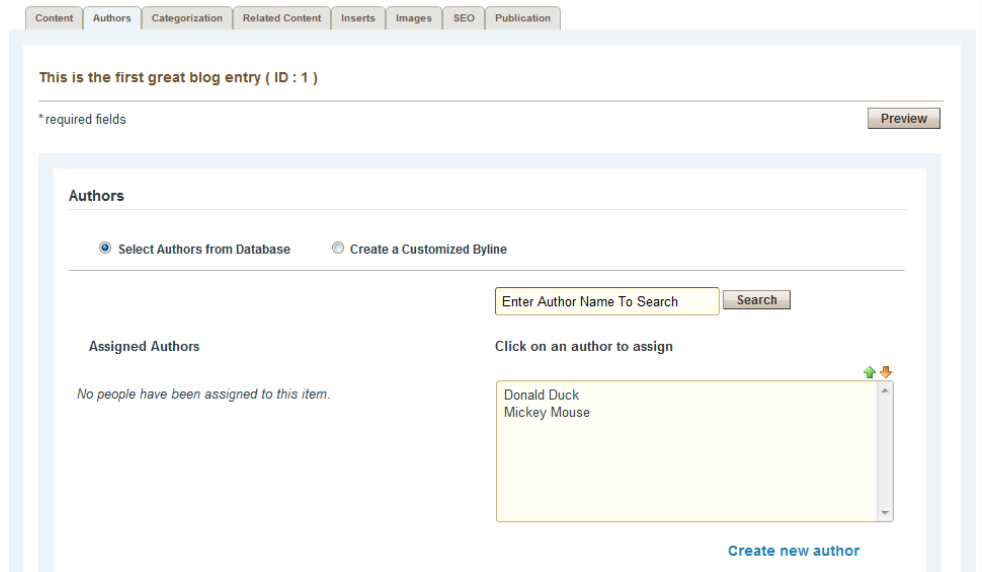 Content Authors Categorization Related Content Inserts Images SEO Publication
This is the first great blog entry ( ID : 1 )
* required fields
Preview
Authors
Select Authors from Database Create a Customized Byline
Enter Author Name To Search Search
Assigned Authors Click on an author to assign
No people have been assigned to this item.
Donald Duck
Mickey Mouse
Create new author